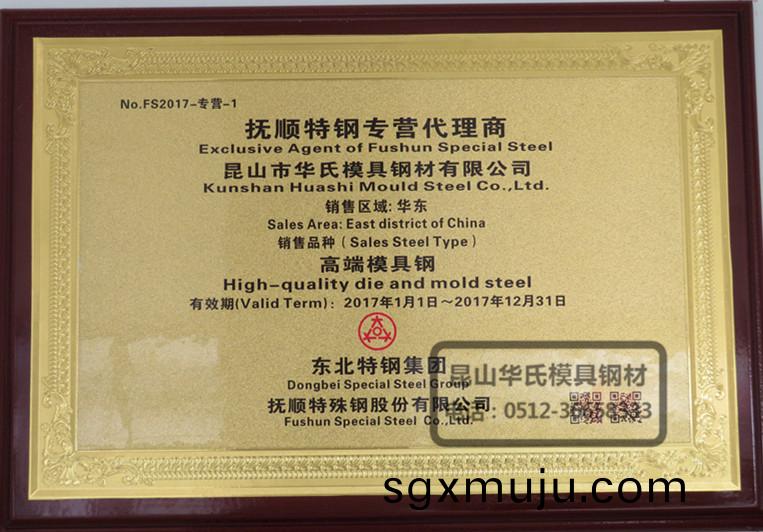 No.FS2017-专营-1
抚顺特钢专营代理商
Exclusive Agent of Fushun Special Steel
昆山市华氏模具钢材有限公司
Kunshan Huashi Mould Steel Co.,Ltd.
销售区域: 华东
Sales Area: East district of China
销售品种（Sales Steel Type）
高端模具钢
High-quality die and mold steel
有效期(Valid Term)：2017年1月1日～2017年12月31日
东北特钢集团
Dongbei Special Steel Group
抚顺特殊钢股份有限公司
Fushun Special Steel Co.,Ltd.
昆山华氏模具钢材
电话：0512-36658333
sgxmuju.com